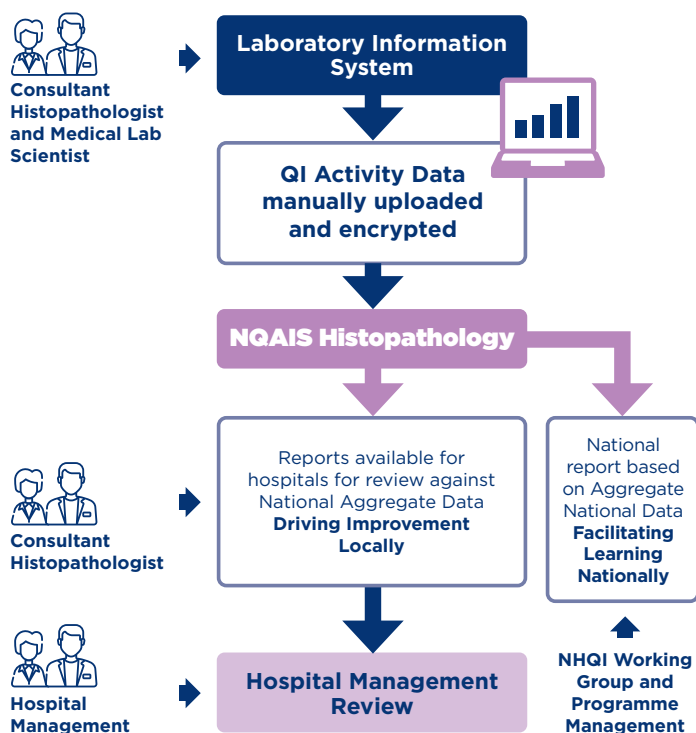 Laboratory Information
System
Consultant
Histopathologist
and Medical Lab
Scientist
QI Activity Data
manually uploaded
and encrypted
NQAIS Histopathology
Reports available for
hospitals for review against
National Aggregate Data
Driving Improvement
Locally
National
report based
on Aggregate
National Data
Facilitating
Learning
Nationally
Consultant
Histopathologist
Hospital Management
Review
Hospital
Management
NHQI Working
Group and
Programme
Management